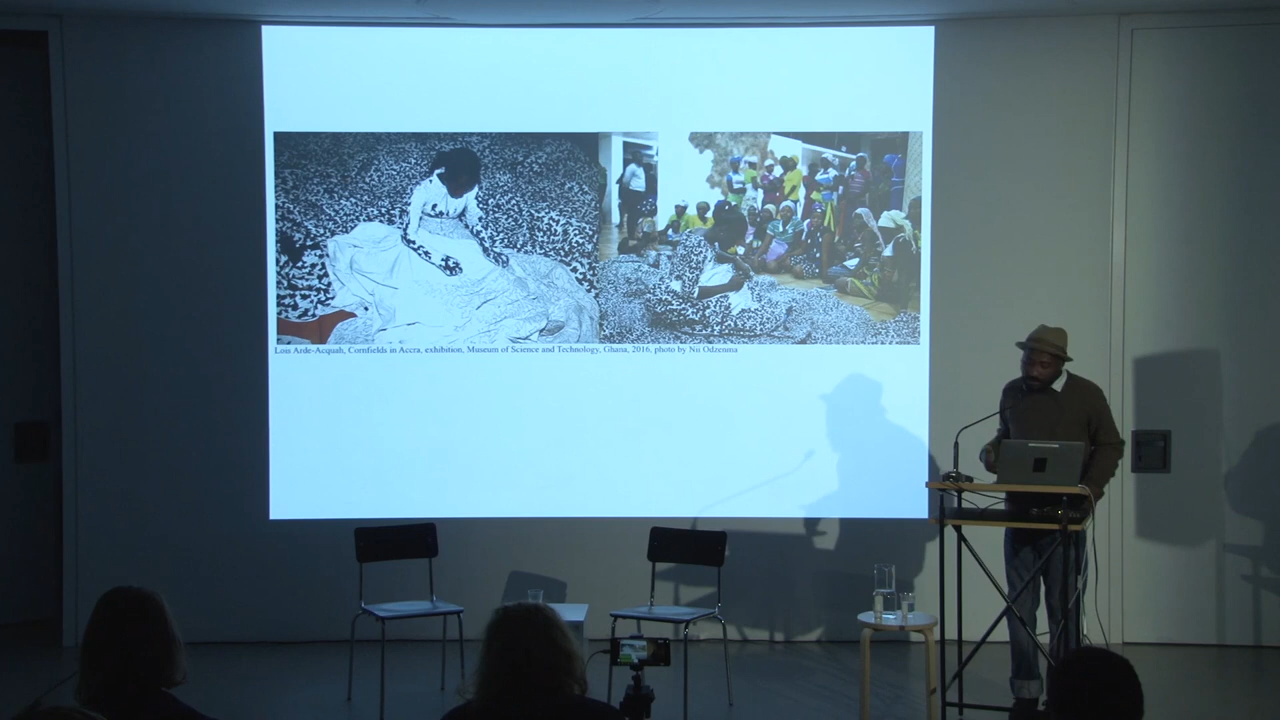 Lois Arde-Acquah, Cornfields in Accra, exhibition, Museum of Science and Technology, Ghana, 2016, photo by Nii Odzenma